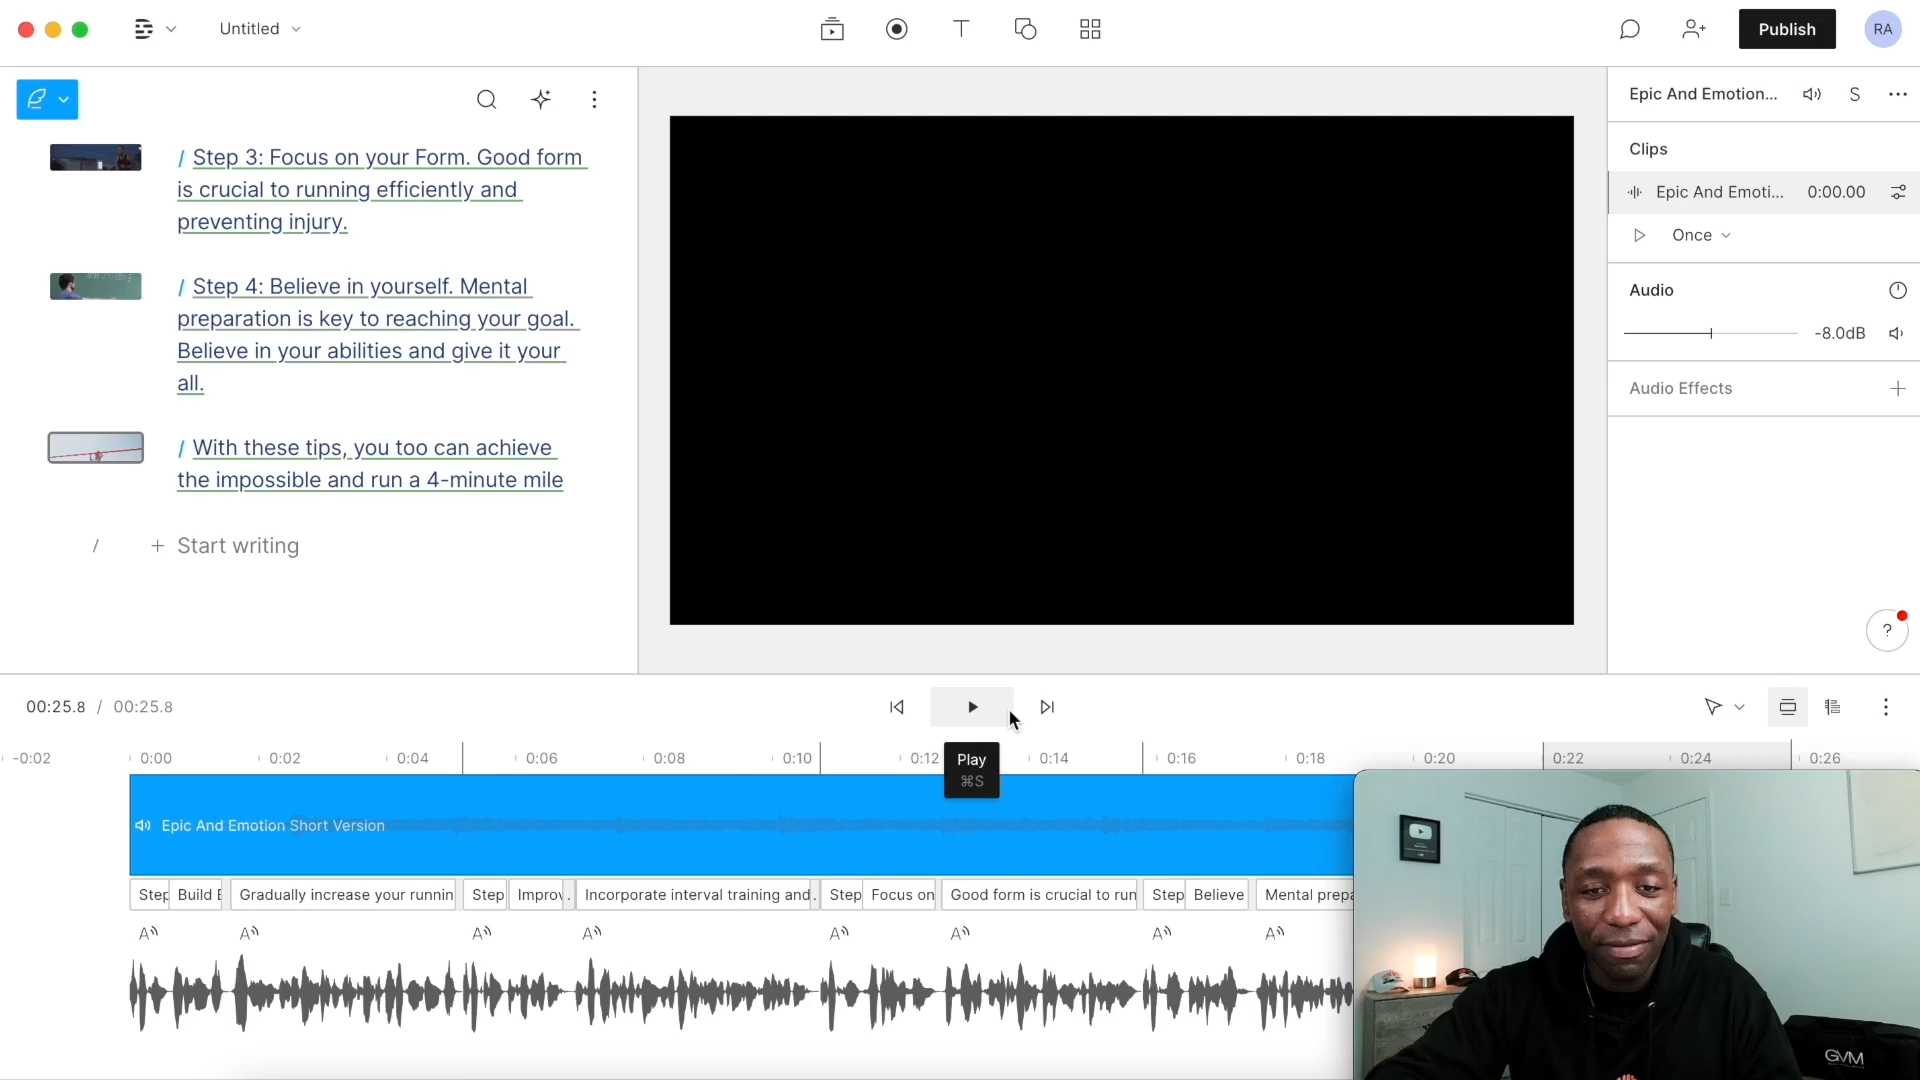 Untitled
Publish
RA
/ Step 3: Focus on your Form. Good form
is crucial to running efficiently and
preventing injury.
/ Step 4: Believe in yourself. Mental
preparation is key to reaching your goal.
Believe in your abilities and give it your
all.
/ With these tips, you too can achieve
the impossible and run a 4-minute mile
/ + Start writing
Epic And Emotion...
S
Clips
Epic And Emoti... 0:00.00
Once
Audio
-8.0dB
Audio Effects
?
00:25.8 / 00:25.8
-0:02 0:00 0:02 0:04 0:06 0:08 0:10 0:12 0:14 0:16 0:18 0:20 0:22 0:24 0:26
Play
⌘S
Epic And Emotion Short Version
Step Build E Gradually increase your runnin Step Improv . Incorporate interval training and . Step Focus on Good form is crucial to run Step Believe Mental prepa
GVM